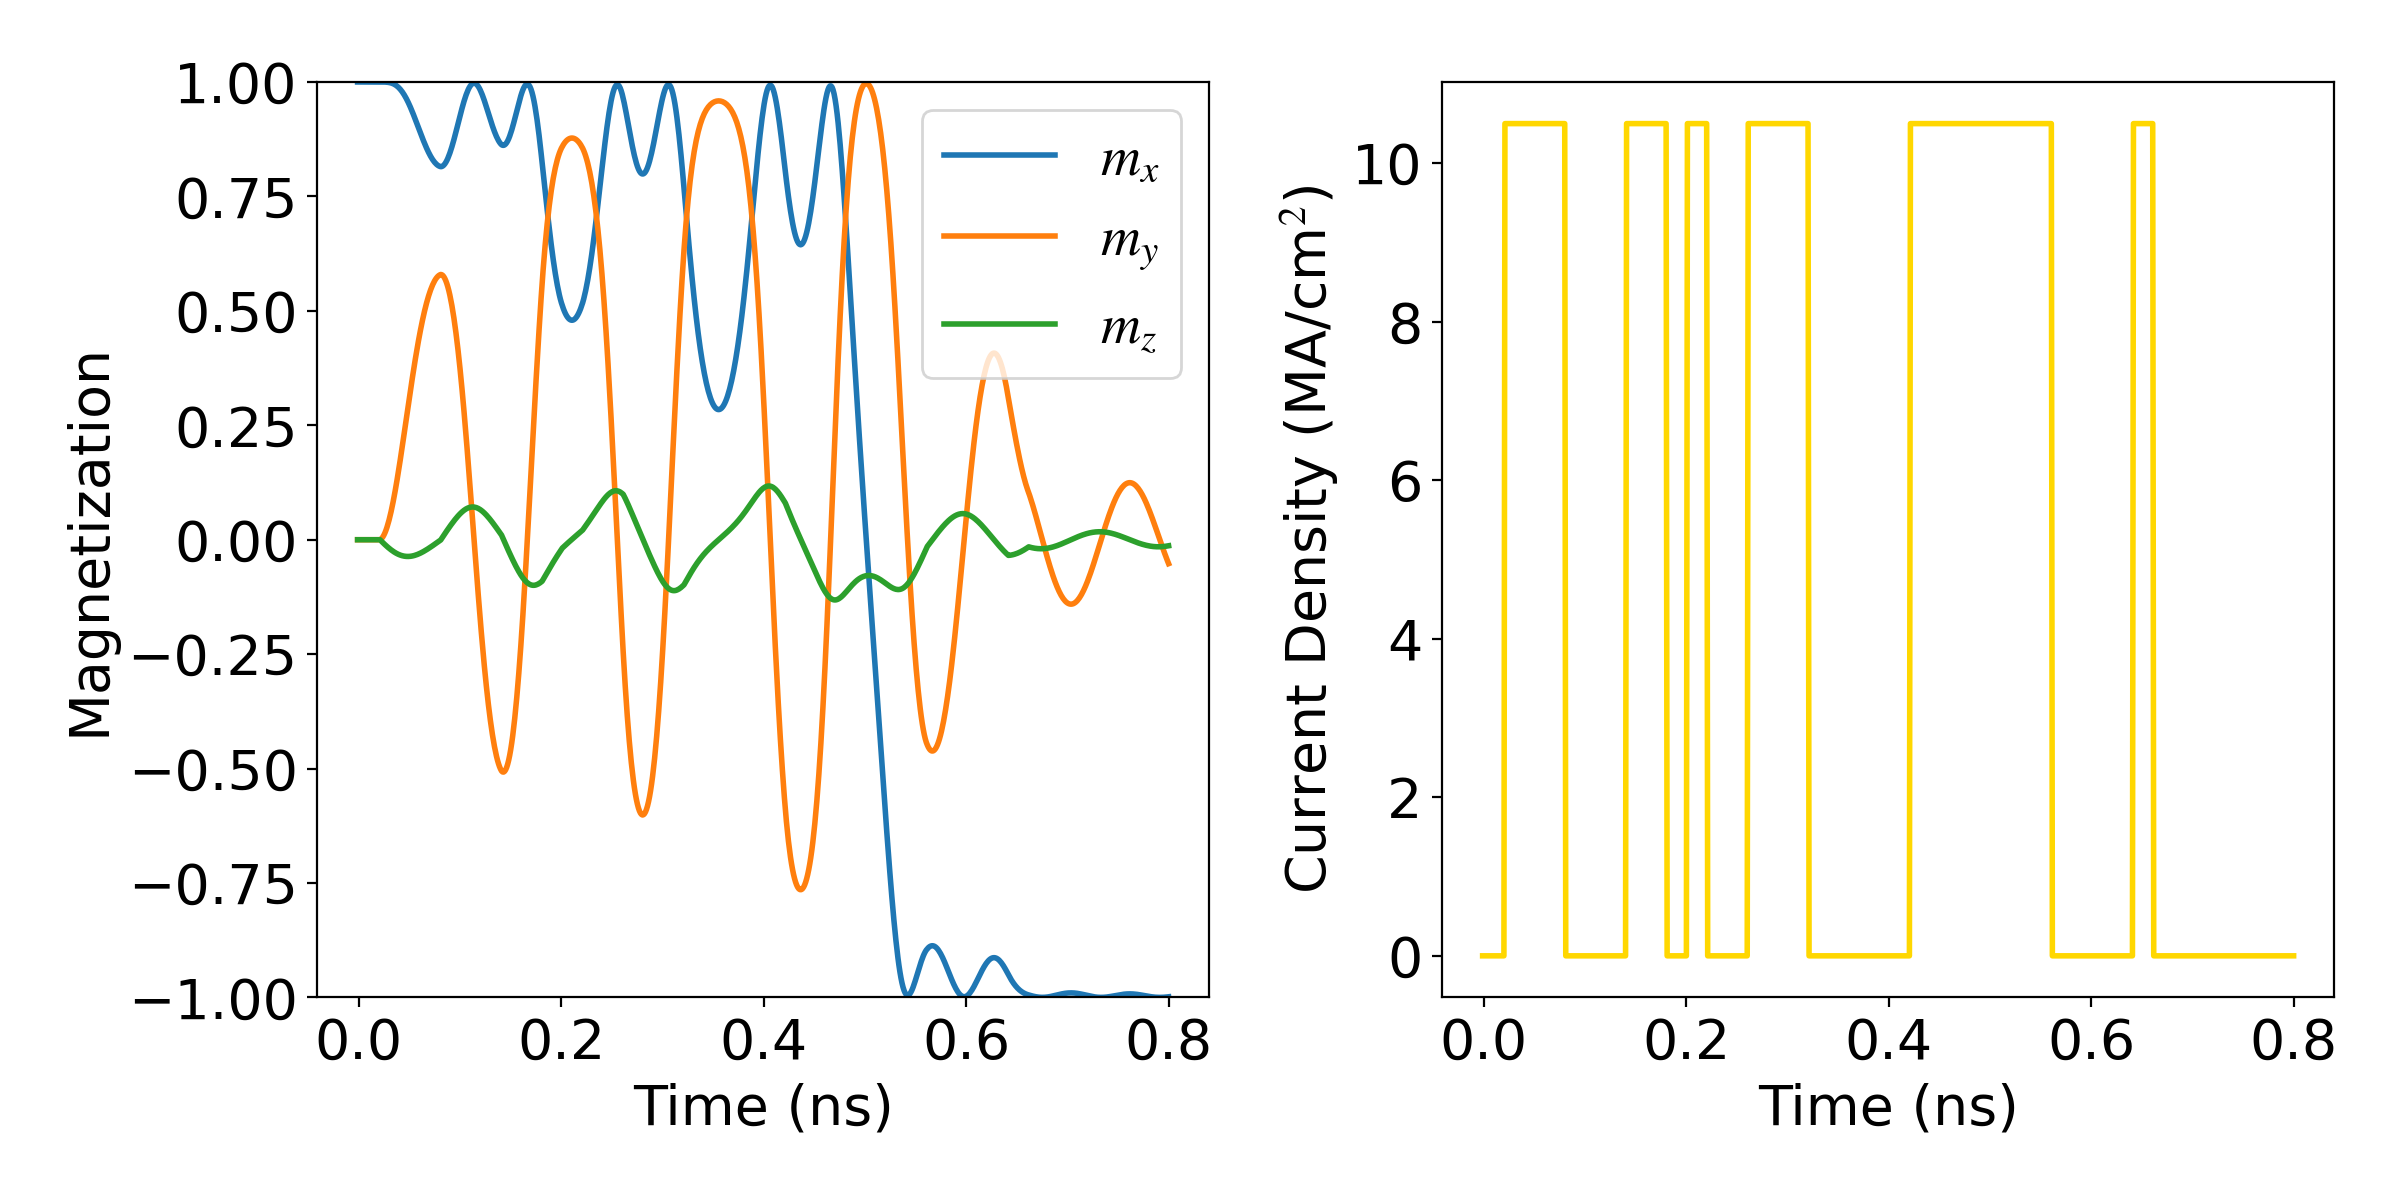 Magnetization
1.00
0.75
0.50
0.25
0.00
−0.25
−0.50
−0.75
−1.00
0.0 0.2 0.4 0.6 0.8
Time (ns)
m_x
m_y
m_z
Current Density (MA/cm²)
10
8
6
4
2
0
0.0 0.2 0.4 0.6 0.8
Time (ns)